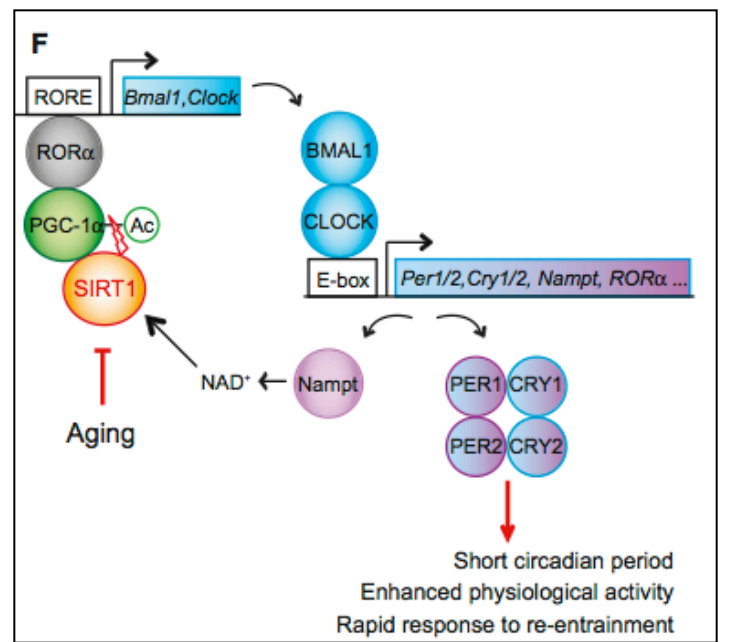 F
RORE
Bmal1,Clock
RORα
BMAL1
PGC-1α
Ac
CLOCK
SIRT1
E-box
Per1/2,Cry1/2, Nampt, RORα ...
NAD⁺
Nampt
PER1
CRY1
Aging
PER2
CRY2
Short circadian period
Enhanced physiological activity
Rapid response to re-entrainment